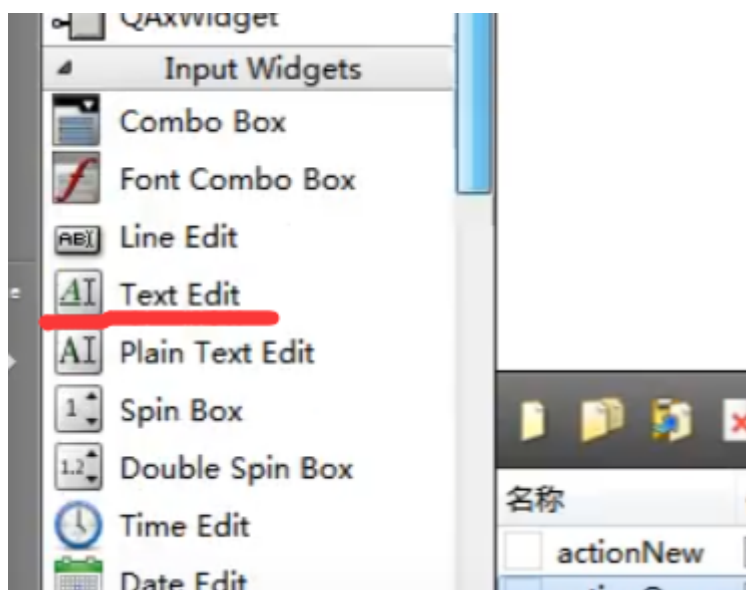 QAxWidget
Input Widgets
Combo Box
Font Combo Box
Line Edit
Text Edit
Plain Text Edit
Spin Box
Double Spin Box
Time Edit
Date Edit
名称
actionNew